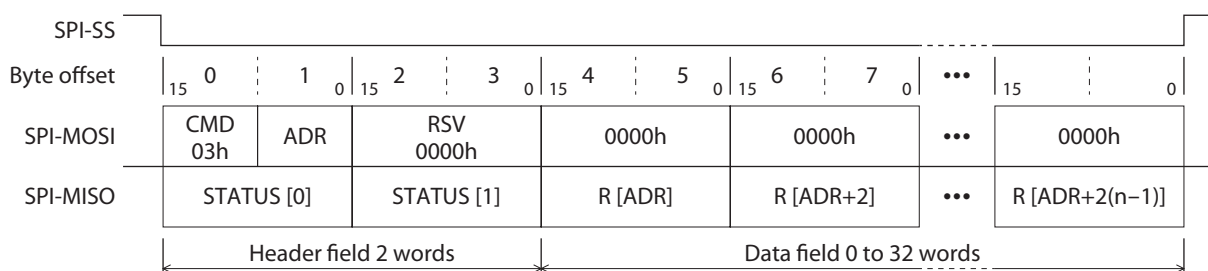 SPI-SS
Byte offset 15 0 1 0 15 2 3 0 15 4 5 0 15 6 7 0 ••• 15 0
CMD
03h
ADR
RSV
0000h
SPI-MOSI 0000h 0000h ••• 0000h
SPI-MISO STATUS [0] STATUS [1] R [ADR] R [ADR+2] ••• R [ADR+2(n–1)]
Header field 2 words Data field 0 to 32 words